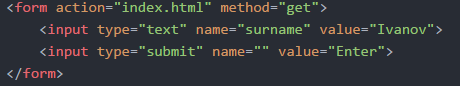 <form action="index.html" method="get">
<input type="text" name="surname" value="Ivanov">
<input type="submit" name="" value="Enter">
</form>